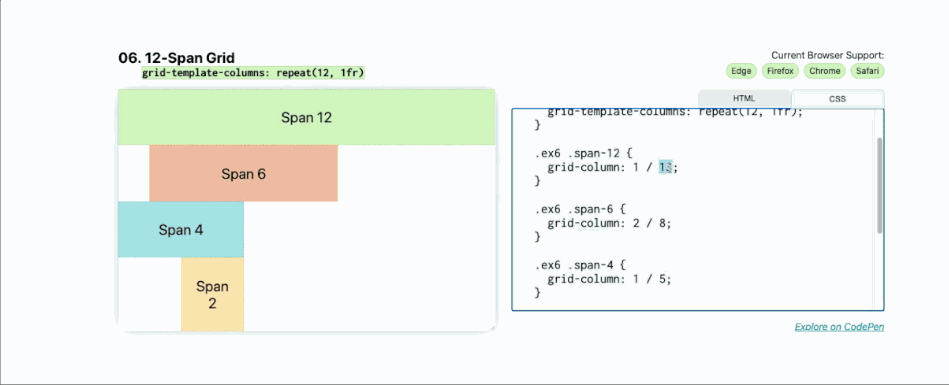 06. 12-Span Grid
grid-template-columns: repeat(12, 1fr)
Span 12
Span 6
Span 4
Span
2
Current Browser Support:
Edge Firefox Chrome Safari
HTML CSS
grid-template-columns: repeat(12, 1fr);
}
.ex6 .span-12 {
grid-column: 1 / 13;
}
.ex6 .span-6 {
grid-column: 2 / 8;
}
.ex6 .span-4 {
grid-column: 1 / 5;
}
Explore on CodePen